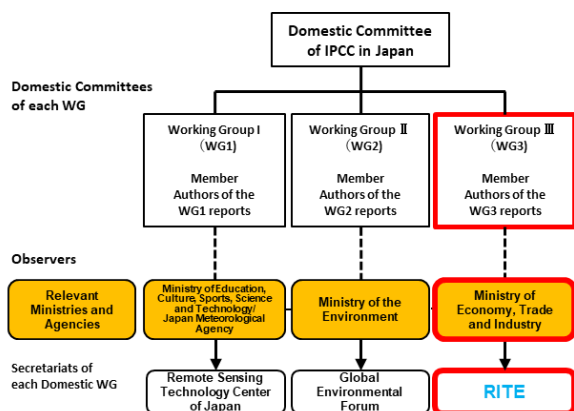 Domestic Committee
of IPCC in Japan
Domestic Committees
of each WG
Working Group Ⅰ
(WG1)
Member
Authors of the
WG1 reports
Working Group Ⅱ
(WG2)
Member
Authors of the
WG2 reports
Working Group Ⅲ
(WG3)
Member
Authors of the
WG3 reports
Observers
Relevant
Ministries and
Agencies
Ministry of Education,
Culture, Sports, Science
and Technology/
Japan Meteorological
Agency
Ministry of the
Environment
Ministry of
Economy, Trade
and Industry
Secretariats of
each Domestic WG
Remote Sensing
Technology Center
of Japan
Global
Environmental
Forum
RITE